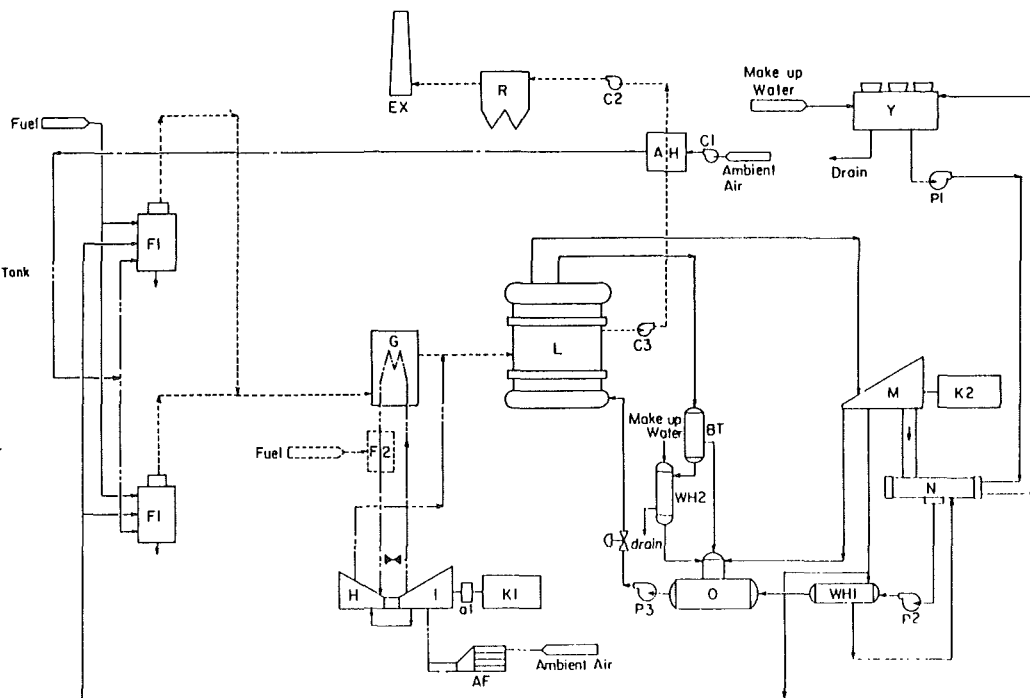 EX
R
C2
Make up
Water
Y
Fuel
AH
C1
Ambient
Air
Drain
P1
F1
Tank
G
L
C3
M
K2
Make up
Water
BT
Fuel
F2
N
WH2
F1
drain
H
I
a1
K1
P3
O
WH1
P2
AF
Ambient Air